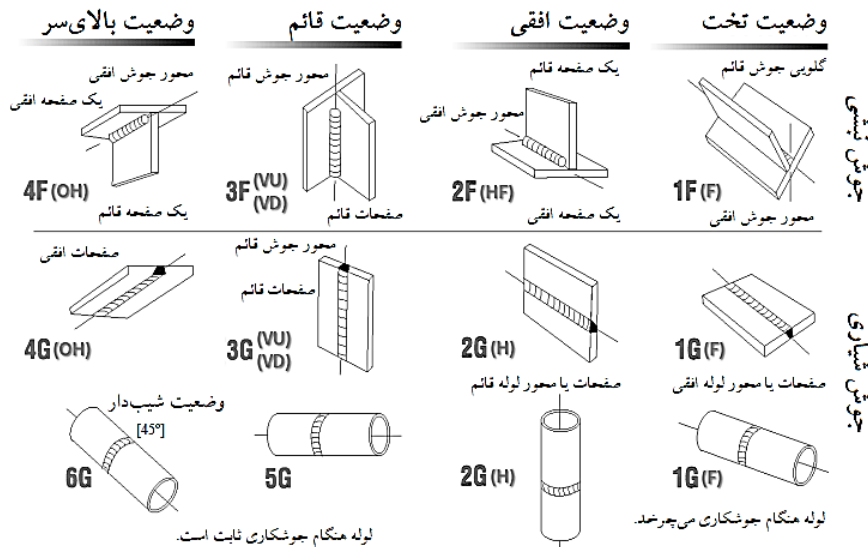 وضعیت تخت
وضعیت افقی
وضعیت قائم
وضعیت بالای‌سر
جوش نبشی
گلویی جوش قائم
1F (F)
محور جوش افقی
یک صفحه قائم
محور جوش افقی
2F (HF)
یک صفحه افقی
محور جوش قائم
3F (VU)
(VD)
صفحات قائم
محور جوش افقی
یک صفحه افقی
4F (OH)
یک صفحه قائم
جوش شیاری
1G (F)
صفحات یا محور لوله افقی
2G (H)
صفحات یا محور لوله قائم
محور جوش قائم
صفحات قائم
3G (VU)
(VD)
صفحات افقی
4G (OH)
1G (F)
لوله هنگام جوشکاری می‌چرخد.
2G (H)
5G
وضعیت شیب‌دار
[45º]
6G
لوله هنگام جوشکاری ثابت است.